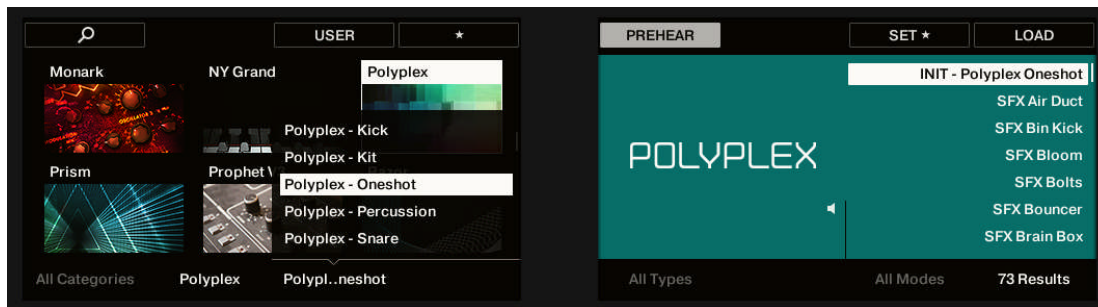 USER
★
Monark
NY Grand
Polyplex
Polyplex - Kick
Polyplex - Kit
Prism
Prophet V
Polyplex - Oneshot
Polyplex - Percussion
Polyplex - Snare
All Categories
Polyplex
Polypl..neshot
PREHEAR
SET ★
LOAD
POLYPLEX
INIT - Polyplex Oneshot
SFX Air Duct
SFX Bin Kick
SFX Bloom
SFX Bolts
SFX Bouncer
SFX Brain Box
All Types
All Modes
73 Results